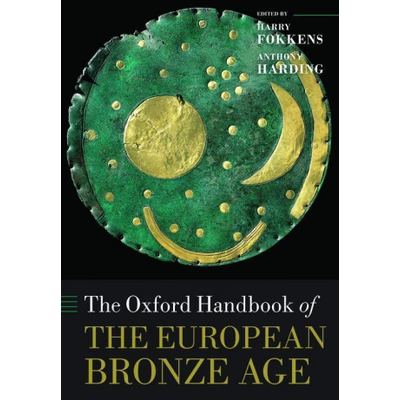 EDITED BY
HARRY
FOKKENS
ANTHONY
HARDING
The Oxford Handbook of
THE EUROPEAN
BRONZE AGE